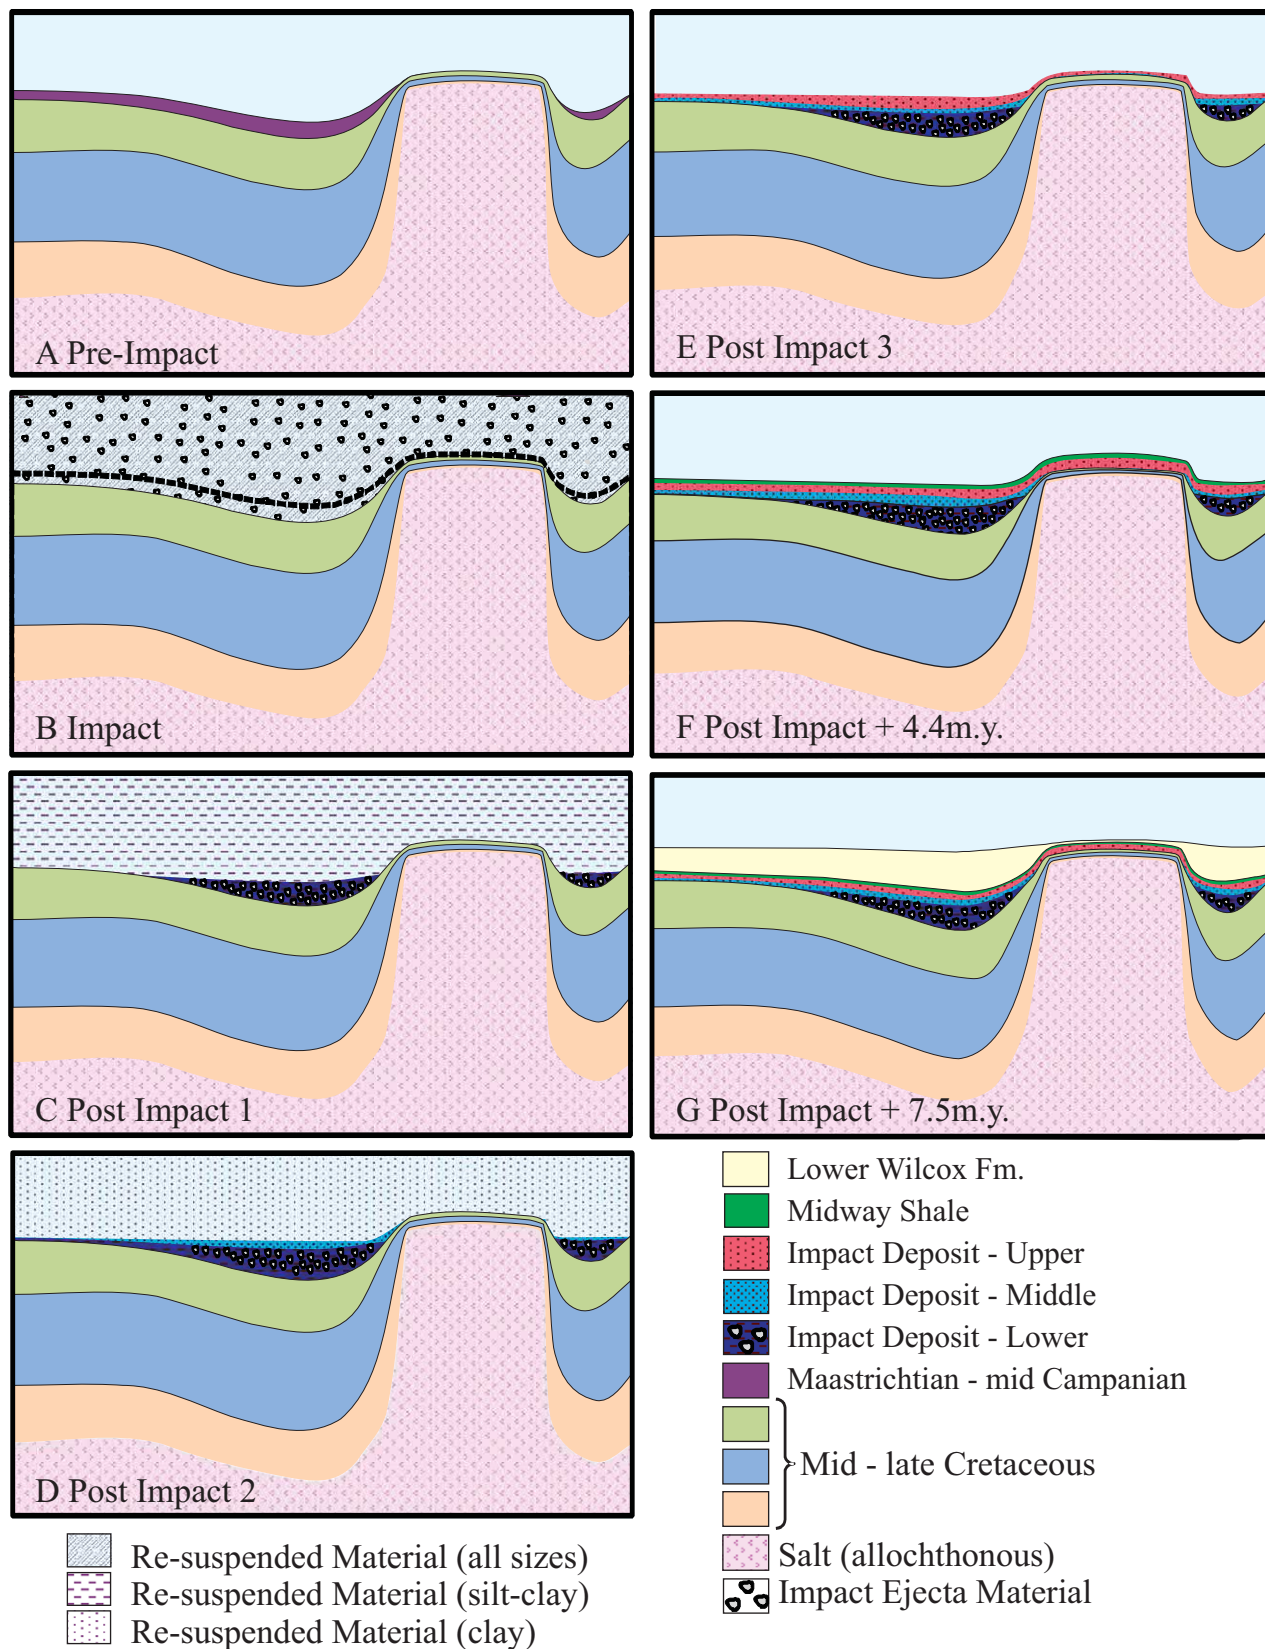 A Pre-Impact
B Impact
C Post Impact 1
D Post Impact 2
Re-suspended Material (all sizes)
Re-suspended Material (silt-clay)
Re-suspended Material (clay)
E Post Impact 3
F Post Impact + 4.4m.y.
G Post Impact + 7.5m.y.
Lower Wilcox Fm.
Midway Shale
Impact Deposit - Upper
Impact Deposit - Middle
Impact Deposit - Lower
Maastrichtian - mid Campanian
Mid - late Cretaceous
Salt (allochthonous)
Impact Ejecta Material